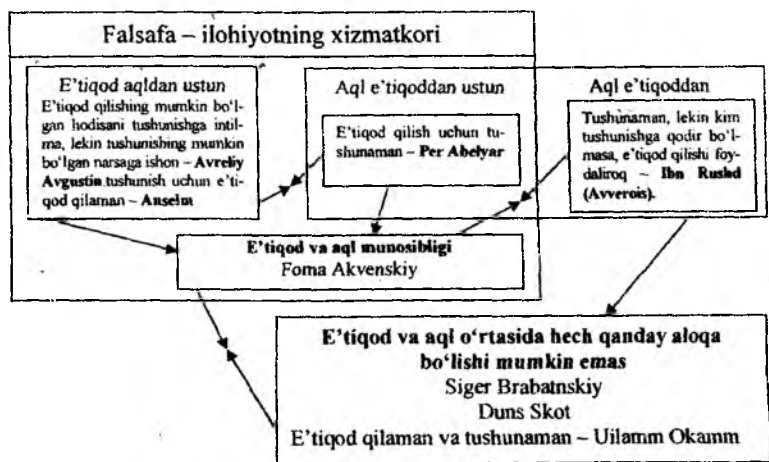 Falsafa – ilohiyotning xizmatkori
E'tiqod aqldan ustun
E'tiqod qilishing mumkin bo'l-
gan hodisani tushunishga intil-
ma, lekin tushunishing mumkin
bo'lgan narsaga ishon – Avreliy
Avgustin tushunish uchun e'ti-
qod qilaman – Anselm
Aql e'tiqoddan ustun
E'tiqod qilish uchun tu-
shunaman – Per Abelyar
Aql e'tiqoddan
Tushunaman, lekin kim
tushunishga qodir bo'l-
masa, e'tiqod qilishi foy-
daliroq – Ibn Rushd
(Avverois).
E'tiqod va aql munosibligi
Foma Akvenskiy
E'tiqod va aql o'rtasida hech qanday aloqa
bo'lishi mumkin emas
Siger Brabatnskiy
Duns Skot
E'tiqod qilaman va tushunaman – Uilamm Okamm